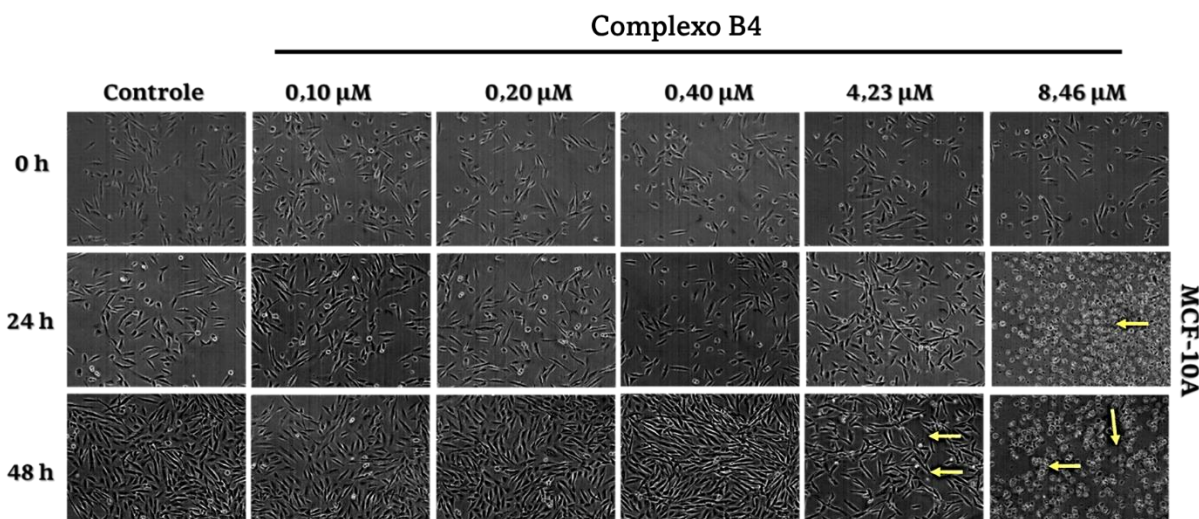 Complexo B4
Controle 0,10 µM 0,20 µM 0,40 µM 4,23 µM 8,46 µM
0 h
24 h
48 h
MCF-10A